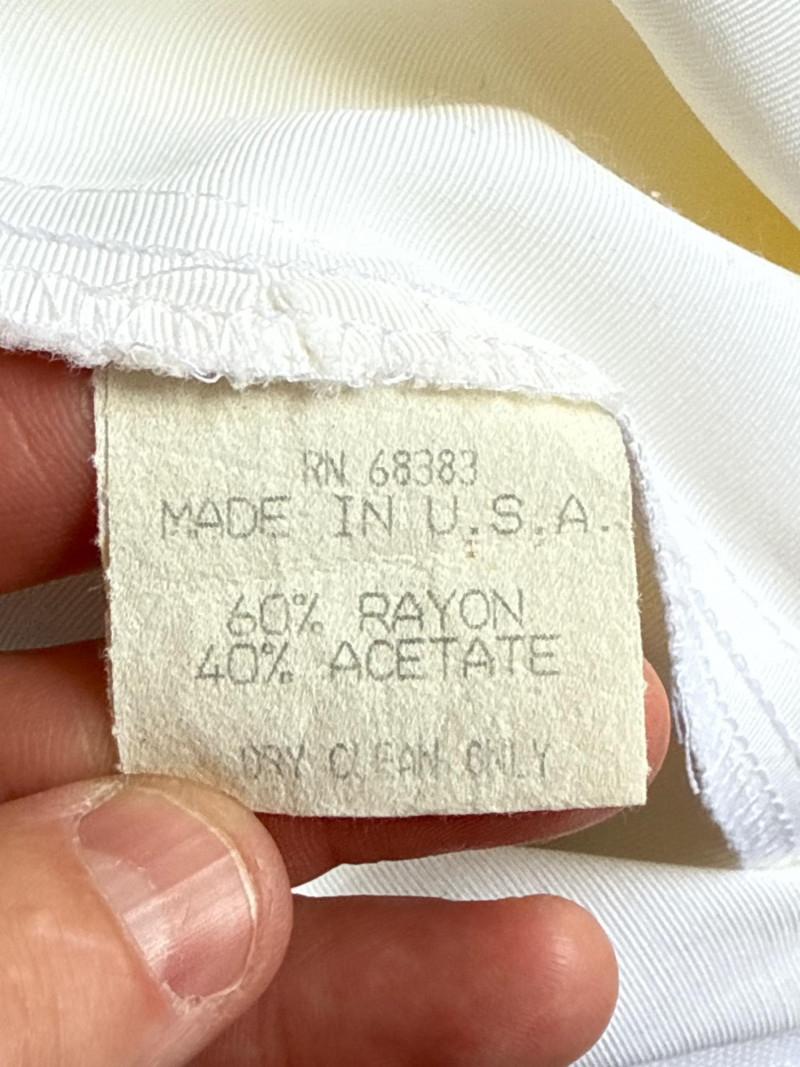 RN 68383
MADE IN U.S.A.
60% RAYON
40% ACETATE
DRY CLEAN ONLY